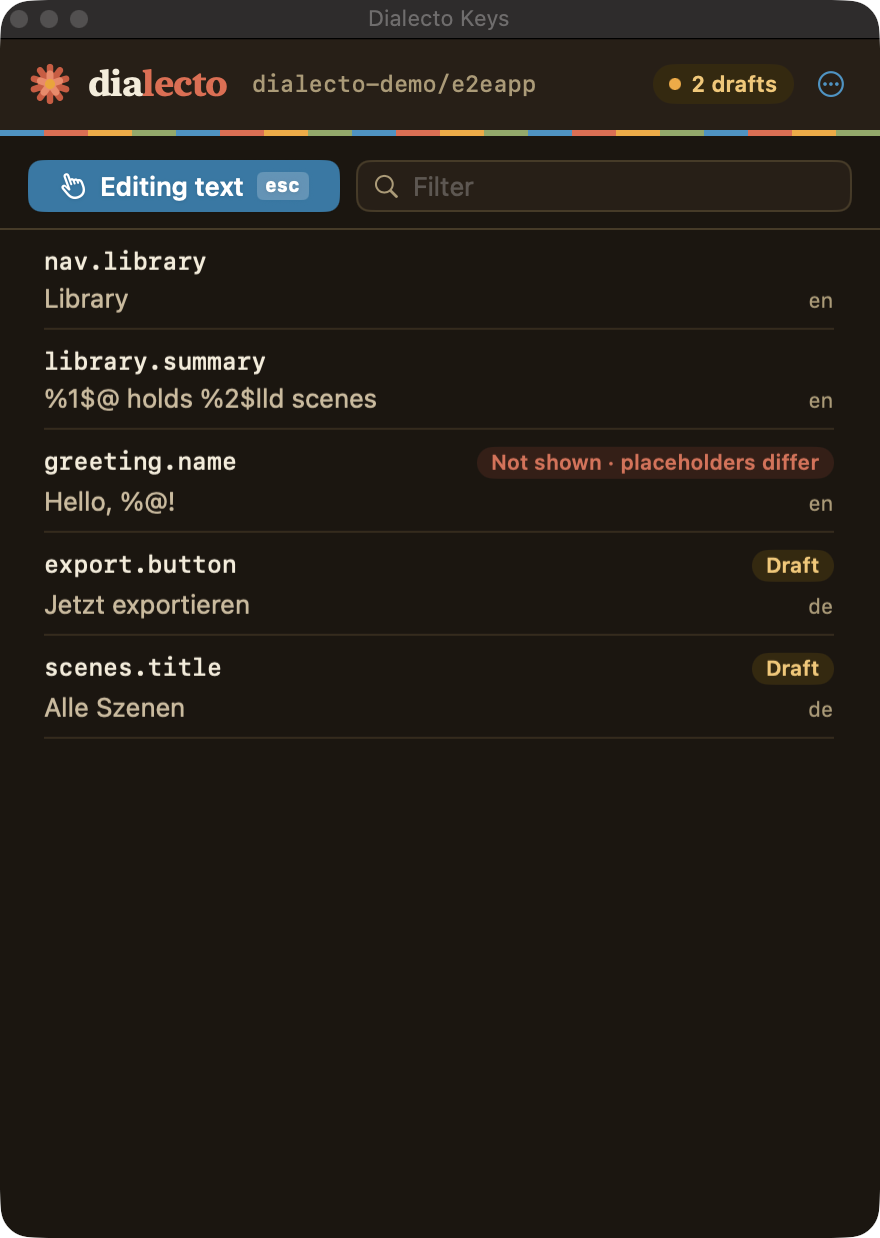 Dialecto Keys
dialecto dialecto-demo/e2eapp 2 drafts
Editing text esc Filter
nav.library
Library en
library.summary
%1$@ holds %2$lld scenes en
greeting.name Not shown · placeholders differ
Hello, %@! en
export.button Draft
Jetzt exportieren de
scenes.title Draft
Alle Szenen de